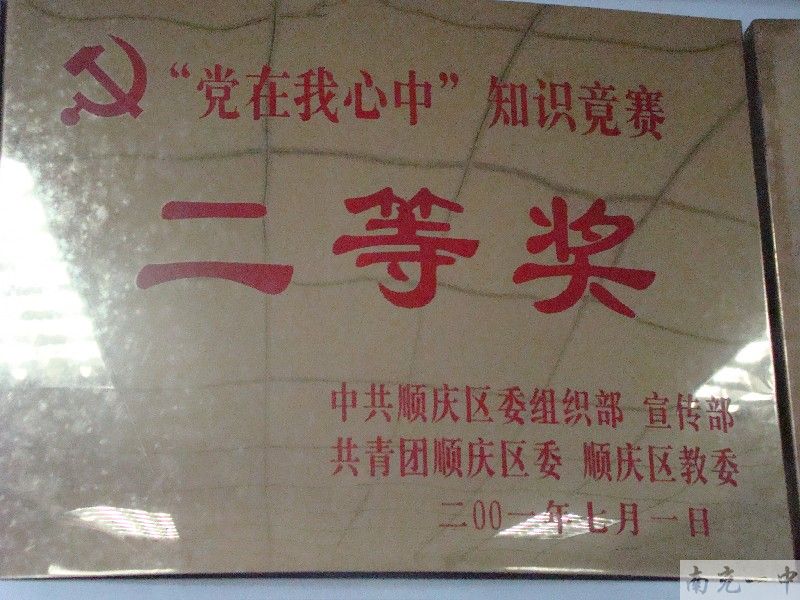 “党在我心中”知识竞赛
二等奖
中共顺庆区委组织部 宣传部
共青团顺庆区委 顺庆区教委
二00一年七月一日
南充一中